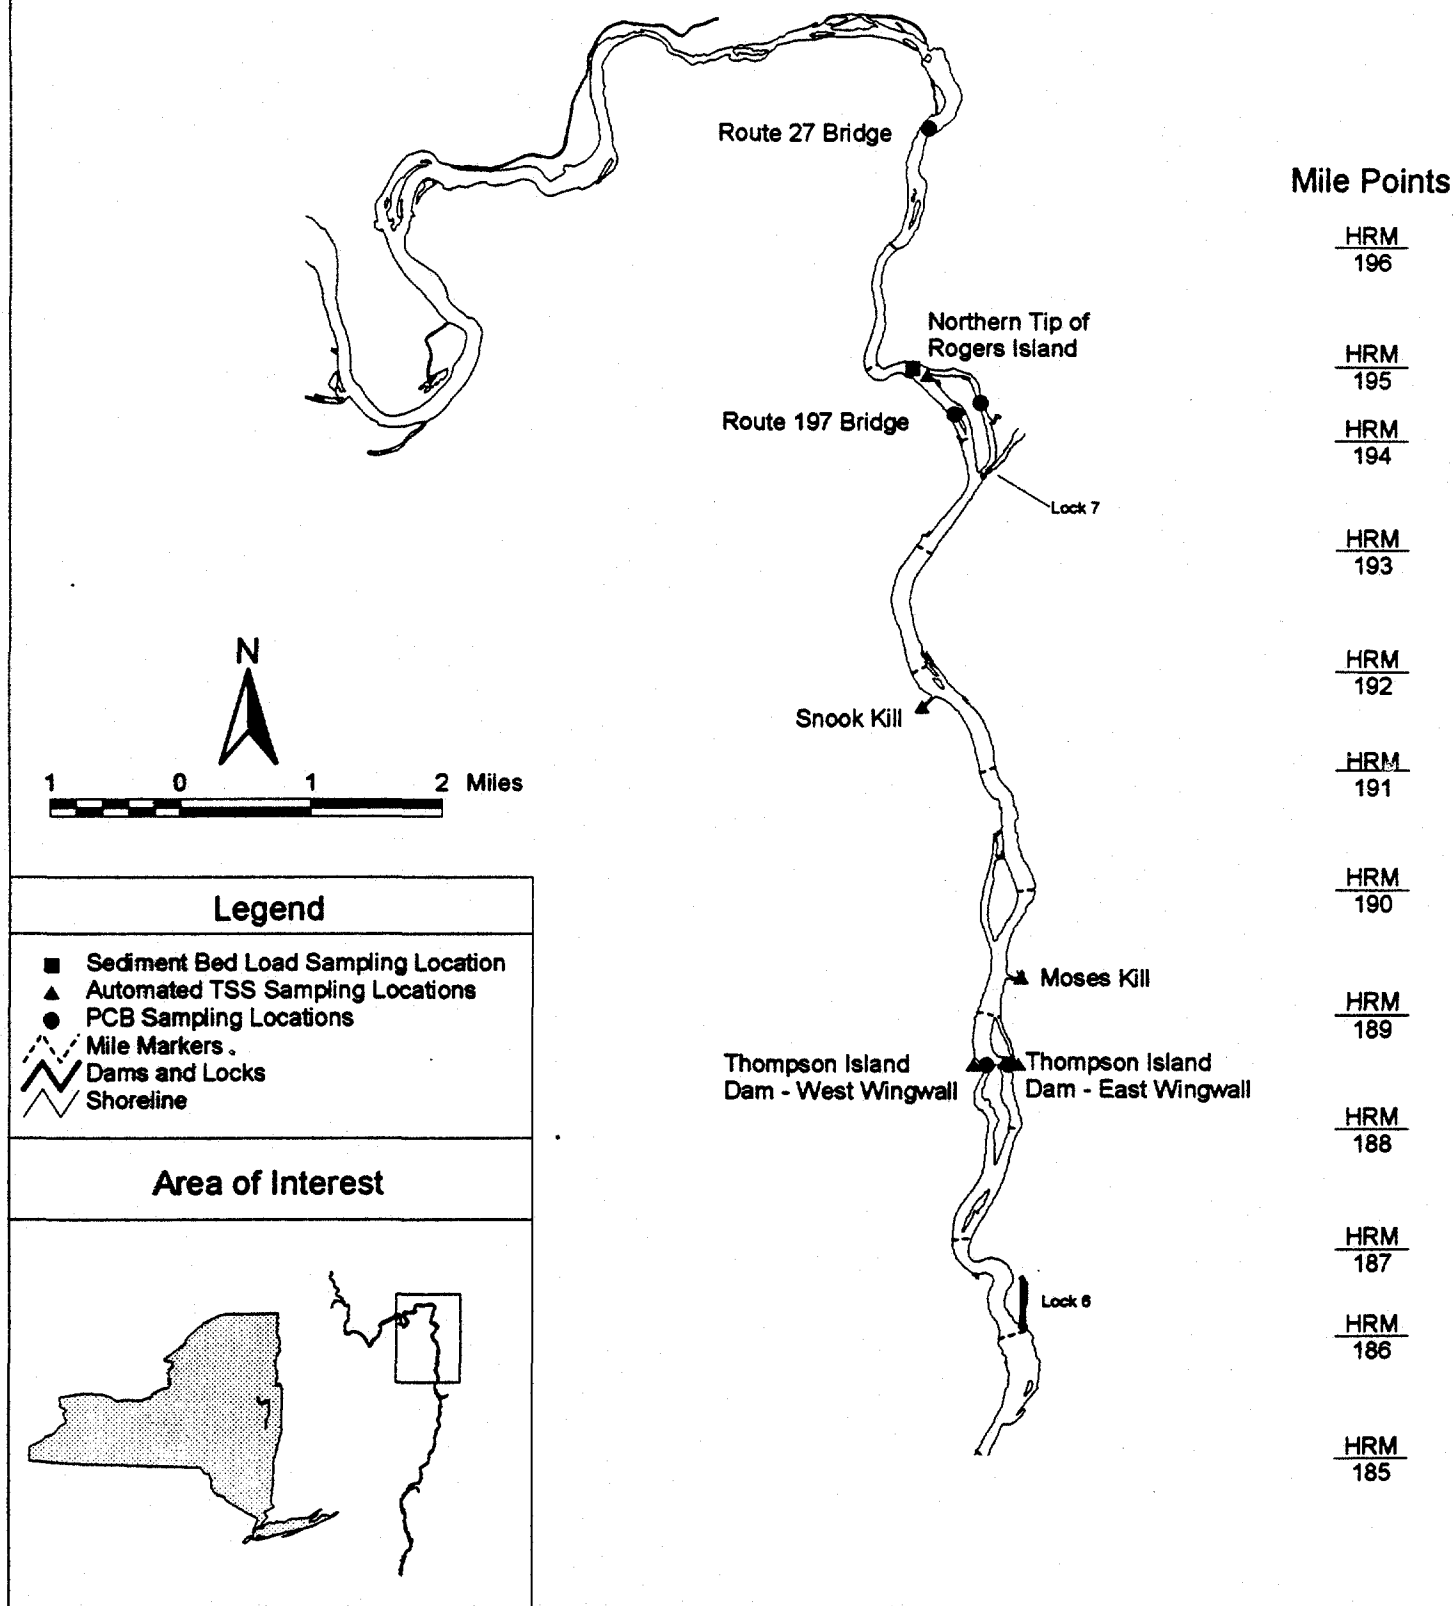 Route 27 Bridge
Mile Points
HRM
196
Northern Tip of
Rogers Island
HRM
195
Route 197 Bridge
HRM
194
Lock 7
HRM
193
N
HRM
192
Snook Kill
1 0 1 2 Miles
HRM
191
HRM
190
Legend
Sediment Bed Load Sampling Location
Automated TSS Sampling Locations
PCB Sampling Locations
Mile Markers
Dams and Locks
Shoreline
Moses Kill
HRM
189
Thompson Island
Dam - West Wingwall
Thompson Island
Dam - East Wingwall
HRM
188
Area of Interest
HRM
187
Lock 6
HRM
186
HRM
185